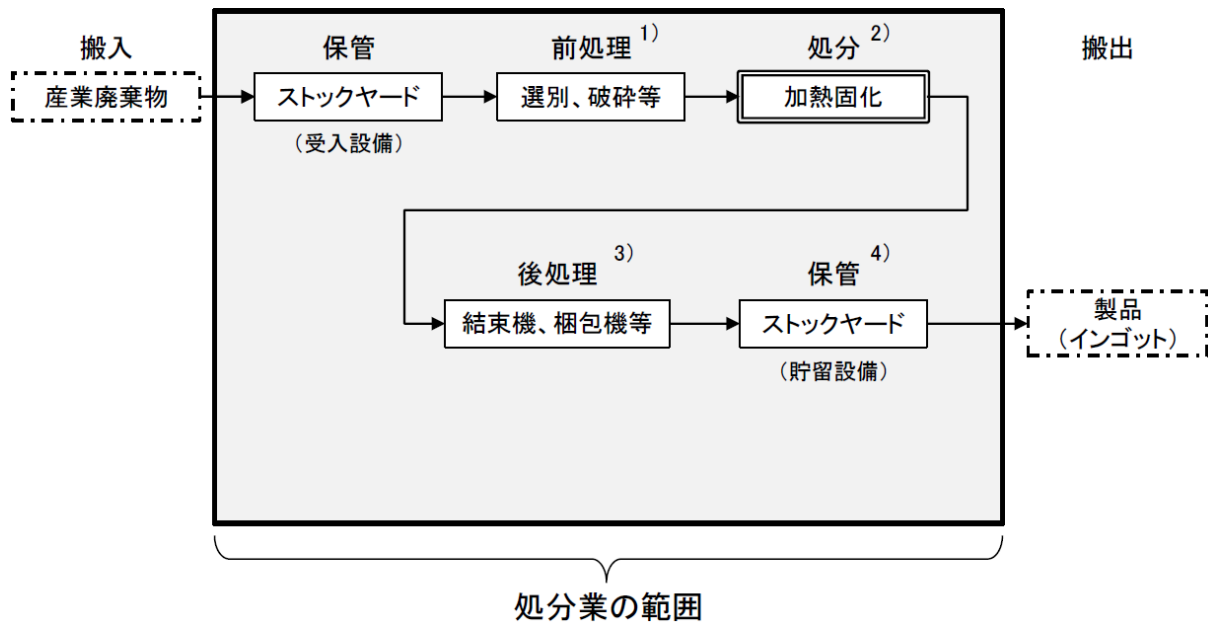 搬入
保管
前処理 1)
処分 2)
搬出
産業廃棄物
ストックヤード
選別、破砕等
加熱固化
(受入設備)
後処理 3)
保管 4)
結束機、梱包機等
ストックヤード
製品
(インゴット)
(貯留設備)
処分業の範囲